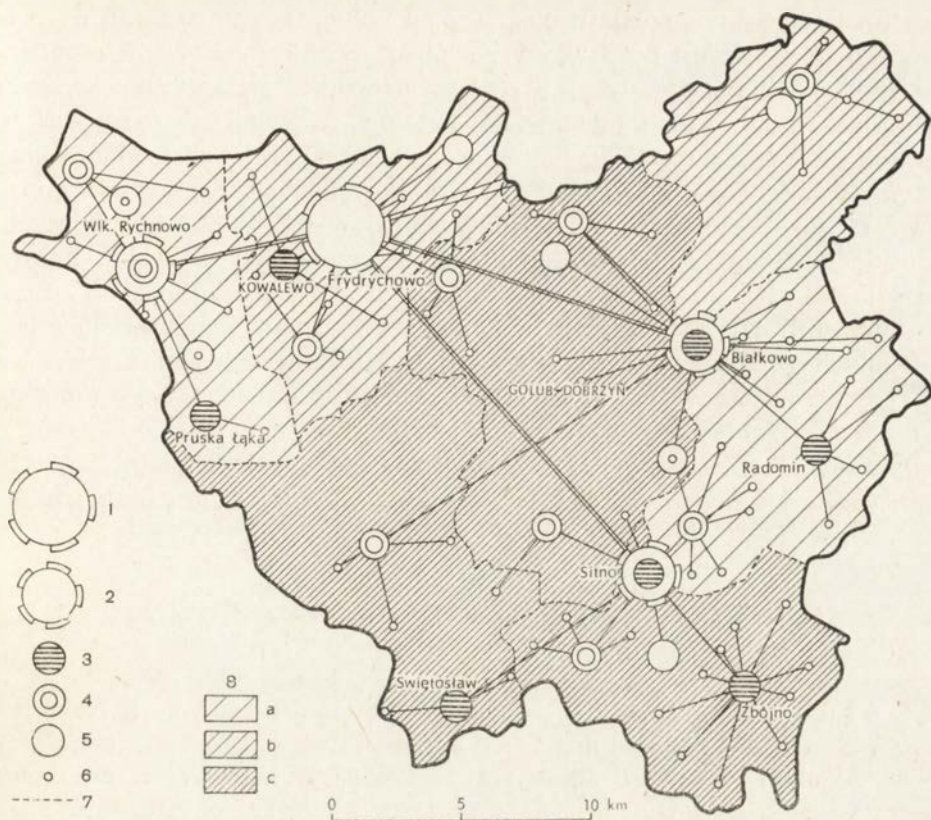 Wlk. Rychnowo
KOWALEWO
Frydrychowo
Białkowo
GOLUB-DOBRZYŃ
Pruska Łąka
Radomin
Sitno
Świętosław
Zbójno
1
2
3
4
5
6
7
8
a
b
c
0 5 10 km